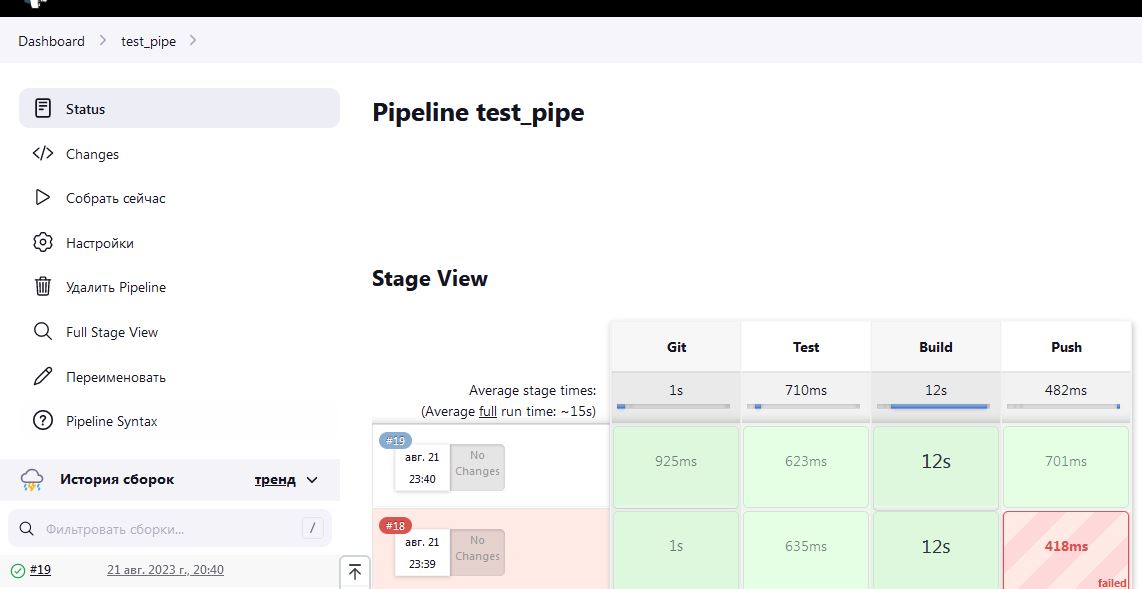 Dashboard
test_pipe
Status
Changes
Собрать сейчас
Настройки
Удалить Pipeline
Full Stage View
Переименовать
Pipeline Syntax
История сборок
тренд
Фильтровать сборки...
/
#19
21 авг. 2023 г., 20:40
Pipeline test_pipe
Stage View
Git Test Build Push
Average stage times: 1s 710ms 12s 482ms
(Average full run time: ~15s)
#19
авг. 21
23:40
No
Changes
925ms 623ms 12s 701ms
#18
авг. 21
23:39
No
Changes
1s 635ms 12s 418ms
failed